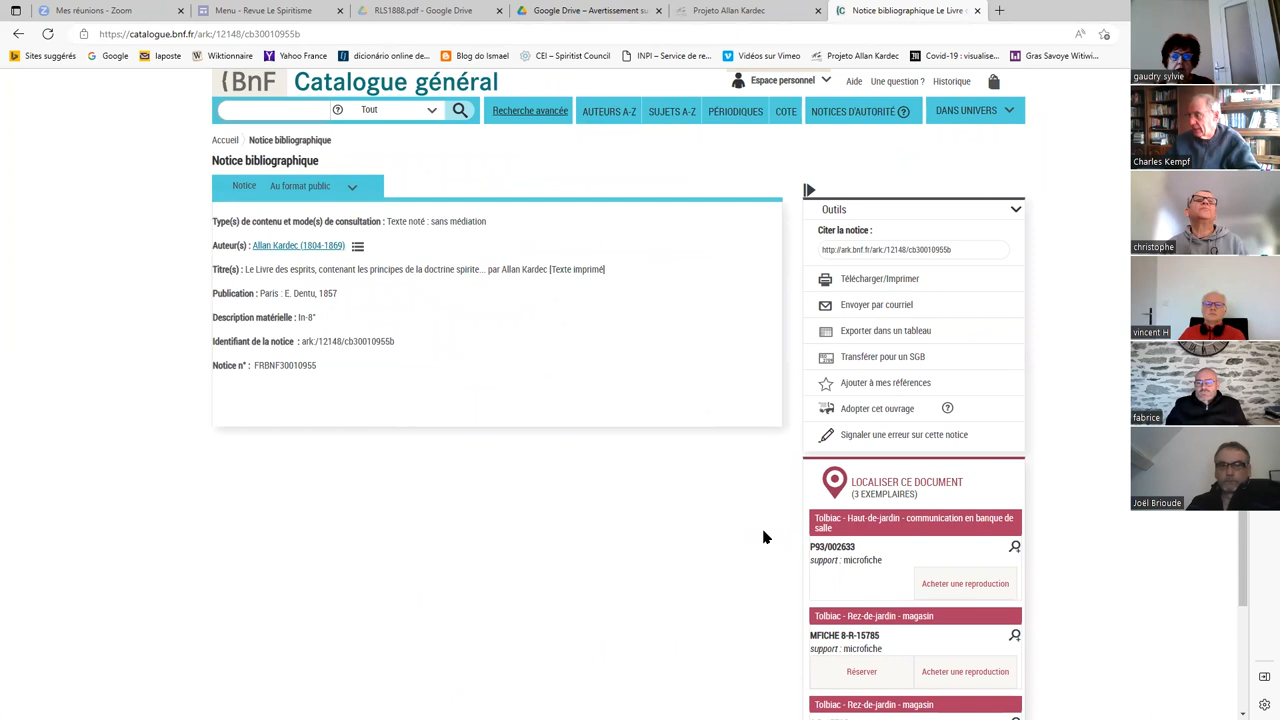 Mes réunions - Zoom
Menu Revue Le Spiritisme
RLS1888.pdf - Google Drive
Google Drive – Avertissement su
Projeto Allan Kardec
Notice bibliographique Le Livre c
https://catalogue.bnf.fr/ark:/12148/cb30010955b
Sites suggérés
Google
laposte
Wiktionnaire
Yahoo France
dicionário online de...
Blog do Ismael
CEI – Spiritist Council
INPI – Service de re...
Vidéos sur Vimeo
Projeto Allan Kardec
Covid-19 : visualise...
Gras Savoye Witiwi...
BnF Catalogue général
Espace personnel
Aide
Une question ?
Historique
Tout
Recherche avancée
AUTEURS A-Z
SUJETS A-Z
PÉRIODIQUES
COTE
NOTICES D'AUTORITÉ ?
DANS UNIVERS
Accueil / Notice bibliographique
Notice bibliographique
Notice Au format public
Type(s) de contenu et mode(s) de consultation : Texte noté : sans médiation
Auteur(s) : Allan Kardec (1804-1869)
Titre(s) : Le Livre des esprits, contenant les principes de la doctrine spirite... par Allan Kardec [Texte imprimé]
Publication : Paris : E. Dentu, 1857
Description matérielle : In-8°
Identifiant de la notice : ark:/12148/cb30010955b
Notice n° : FRBNF30010955
Outils
Citer la notice :
http://ark.bnf.fr/ark:/12148/cb30010955b
Télécharger/Imprimer
Envoyer par courriel
Exporter dans un tableau
Transférer pour un SGB
Ajouter à mes références
Adopter cet ouvrage ?
Signaler une erreur sur cette notice
LOCALISER CE DOCUMENT
(3 EXEMPLAIRES)
Tolbiac - Haut-de-jardin - communication en banque de
salle
P93/002633
support : microfiche
Acheter une reproduction
Tolbiac - Rez-de-jardin - magasin
MFICHE 8-R-15785
support : microfiche
Réserver
Acheter une reproduction
Tolbiac - Rez-de-jardin - magasin
gaudry sylvie
Charles Kempf
christophe
vincent H
fabrice
Joël Brioude